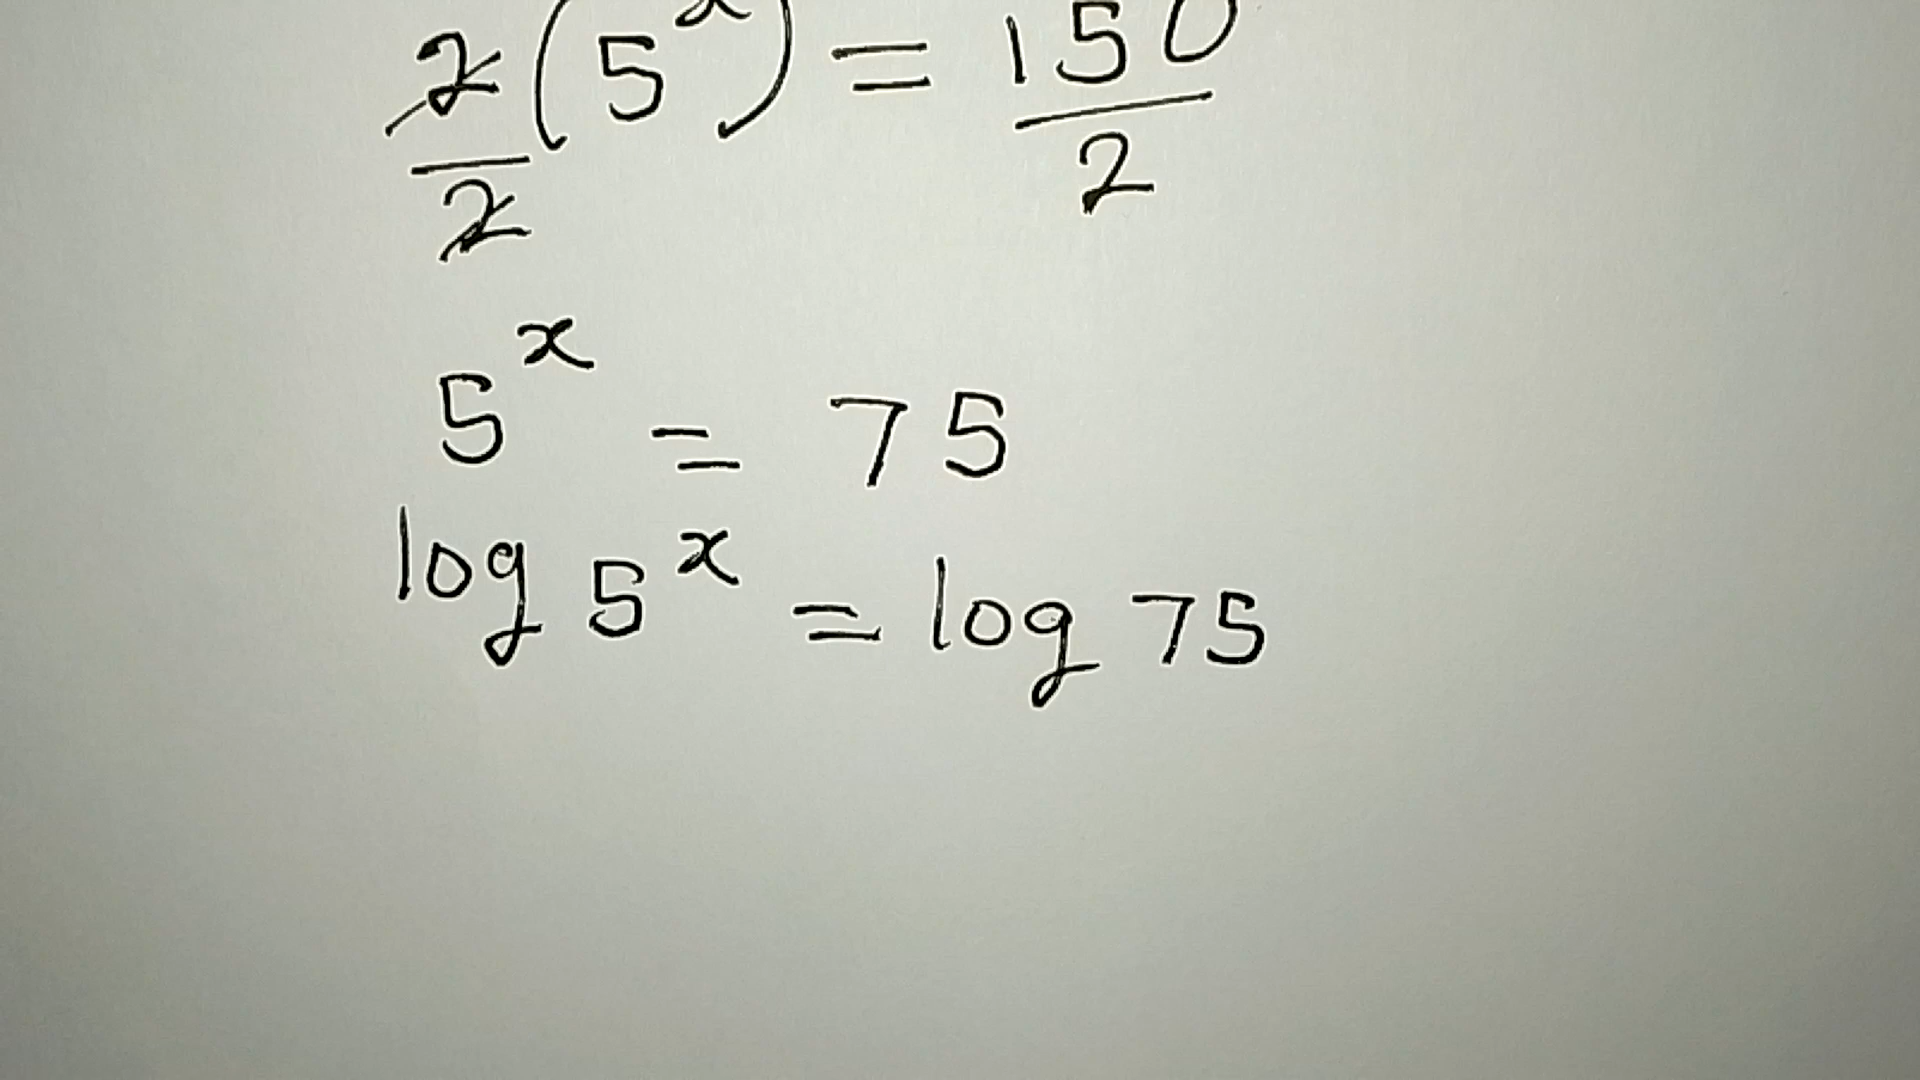 2/2 (5^x) = 150/2
5^x = 75
log 5^x = log 75